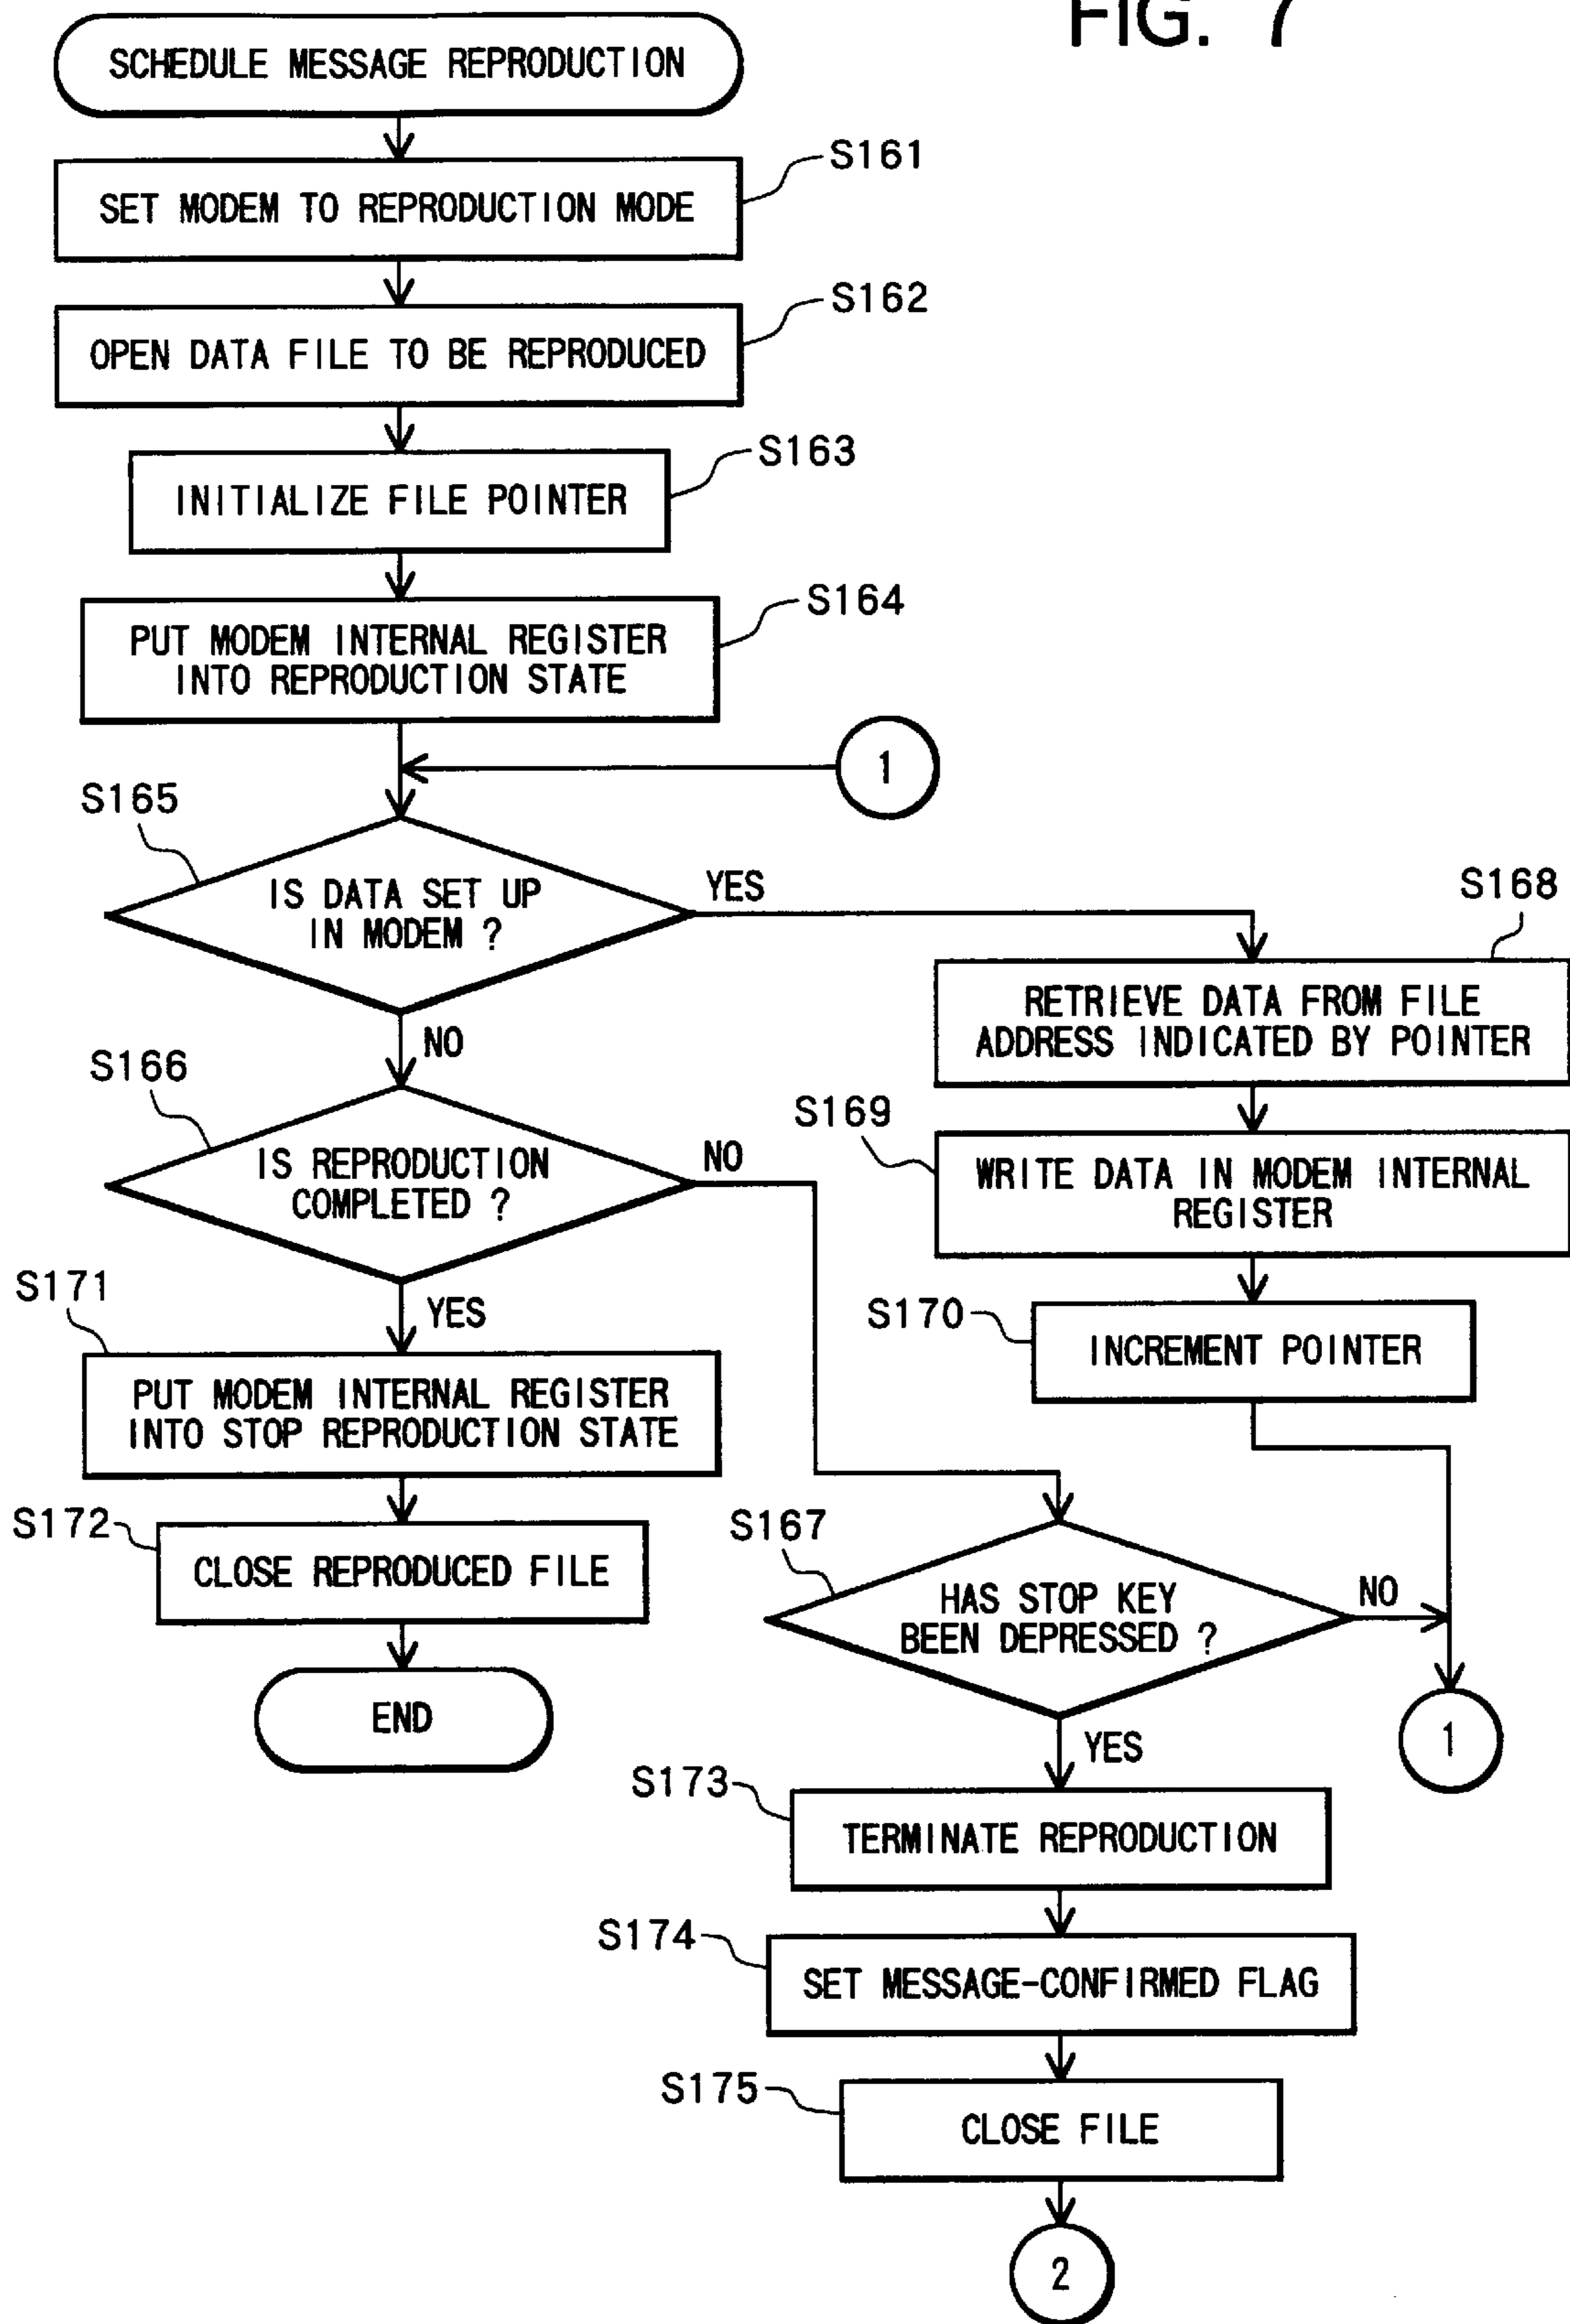 FIG. 7
SCHEDULE MESSAGE REPRODUCTION
S161
SET MODEM TO REPRODUCTION MODE
S162
OPEN DATA FILE TO BE REPRODUCED
S163
INITIALIZE FILE POINTER
S164
PUT MODEM INTERNAL REGISTER
INTO REPRODUCTION STATE
1
S165
IS DATA SET UP
IN MODEM ?
YES
NO
S168
RETRIEVE DATA FROM FILE
ADDRESS INDICATED BY POINTER
S166
IS REPRODUCTION
COMPLETED ?
NO
YES
S169
WRITE DATA IN MODEM INTERNAL
REGISTER
S170
INCREMENT POINTER
S171
PUT MODEM INTERNAL REGISTER
INTO STOP REPRODUCTION STATE
S172
CLOSE REPRODUCED FILE
END
S167
HAS STOP KEY
BEEN DEPRESSED ?
NO
1
YES
S173
TERMINATE REPRODUCTION
S174
SET MESSAGE-CONFIRMED FLAG
S175
CLOSE FILE
2